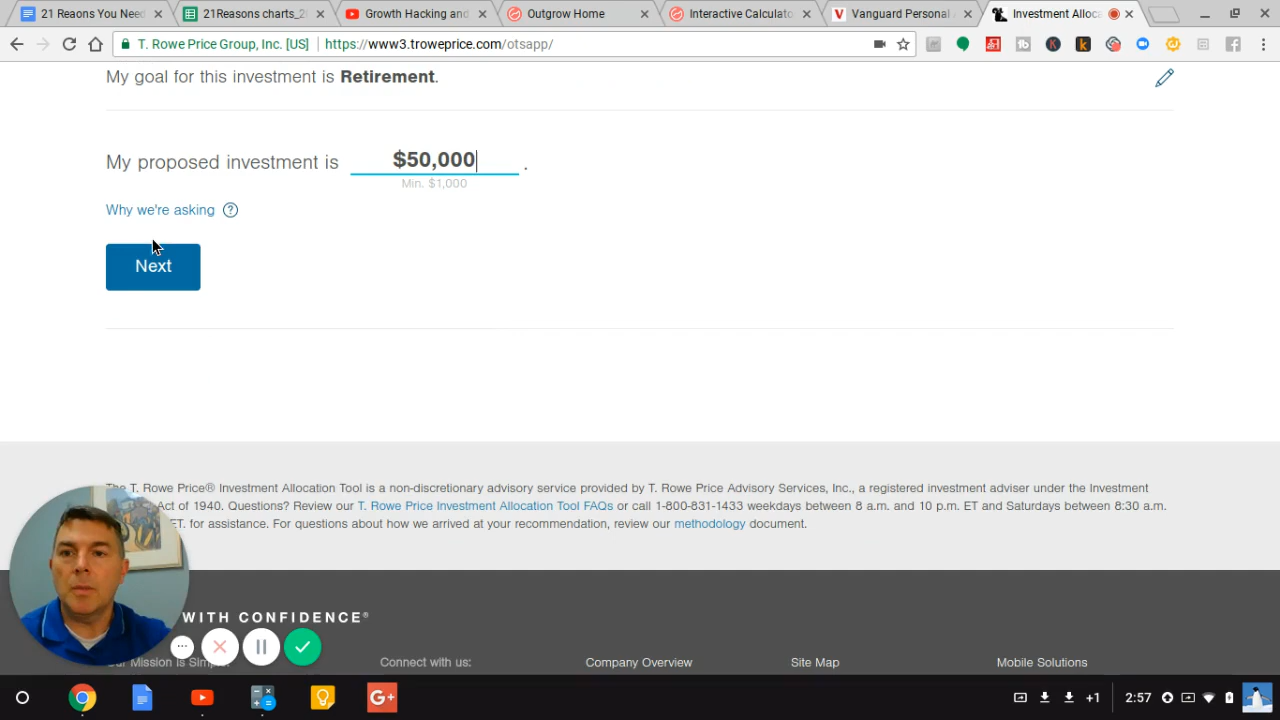 21 Reaons You Need
21Reasons charts_2
Growth Hacking and
Outgrow Home
Interactive Calculato
Vanguard Personal
Investment Alloca
T. Rowe Price Group, Inc. [US]
https://www3.troweprice.com/otsapp/
My goal for this investment is Retirement.
My proposed investment is $50,000.
Min. $1,000
Why we're asking ?
Next
The T. Rowe Price® Investment Allocation Tool is a non-discretionary advisory service provided by T. Rowe Price Advisory Services, Inc., a registered investment adviser under the Investment
Act of 1940. Questions? Review our T. Rowe Price Investment Allocation Tool FAQs or call 1-800-831-1433 weekdays between 8 a.m. and 10 p.m. ET and Saturdays between 8:30 a.m.
ET. for assistance. For questions about how we arrived at your recommendation, review our methodology document.
WITH CONFIDENCE®
Our Mission Is Simple:
Connect with us:
Company Overview
Site Map
Mobile Solutions
G+
+1
2:57